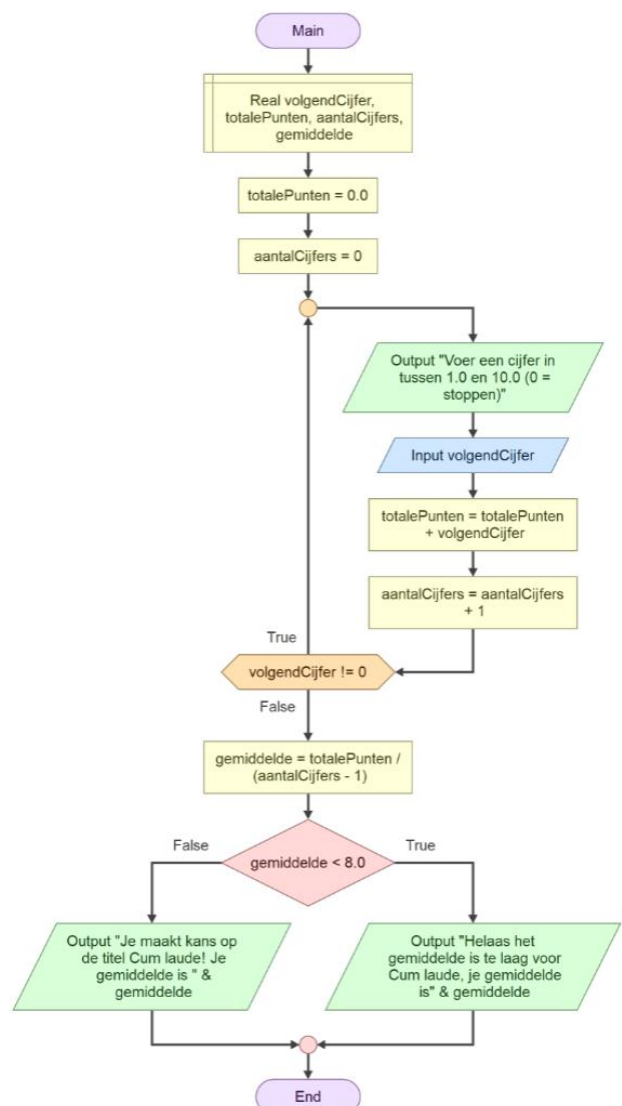 Main
Real volgendCijfer,
totalePunten, aantalCijfers,
gemiddelde
totalePunten = 0.0
aantalCijfers = 0
Output "Voer een cijfer in
tussen 1.0 en 10.0 (0 =
stoppen)"
Input volgendCijfer
totalePunten = totalePunten
+ volgendCijfer
aantalCijfers = aantalCijfers
+ 1
True
volgendCijfer != 0
False
gemiddelde = totalePunten /
(aantalCijfers - 1)
False
gemiddelde < 8.0
True
Output "Je maakt kans op
de titel Cum laude! Je
gemiddelde is " &
gemiddelde
Output "Helaas het
gemiddelde is te laag voor
Cum laude, je gemiddelde
is" & gemiddelde
End